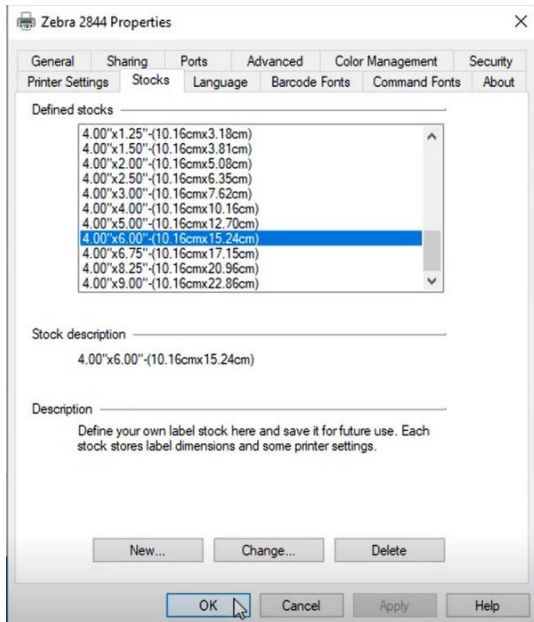 Zebra 2844 Properties
General Sharing Ports Advanced Color Management Security
Printer Settings Stocks Language Barcode Fonts Command Fonts About
Defined stocks
4.00"x1.25"-(10.16cmx3.18cm)
4.00"x1.50"-(10.16cmx3.81cm)
4.00"x2.00"-(10.16cmx5.08cm)
4.00"x2.50"-(10.16cmx6.35cm)
4.00"x3.00"-(10.16cmx7.62cm)
4.00"x4.00"-(10.16cmx10.16cm)
4.00"x5.00"-(10.16cmx12.70cm)
4.00"x6.00"-(10.16cmx15.24cm)
4.00"x6.75"-(10.16cmx17.15cm)
4.00"x8.25"-(10.16cmx20.96cm)
4.00"x9.00"-(10.16cmx22.86cm)
Stock description
4.00"x6.00"-(10.16cmx15.24cm)
Description
Define your own label stock here and save it for future use. Each
stock stores label dimensions and some printer settings.
New... Change... Delete
OK Cancel Apply Help